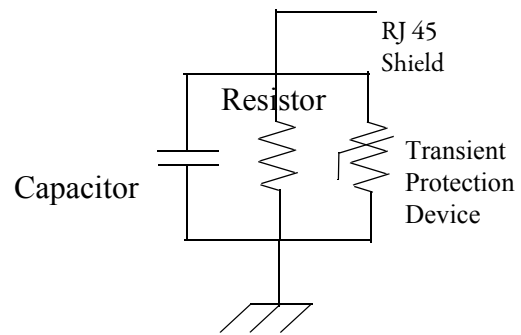 RJ 45
Shield
Resistor
Capacitor
Transient
Protection
Device